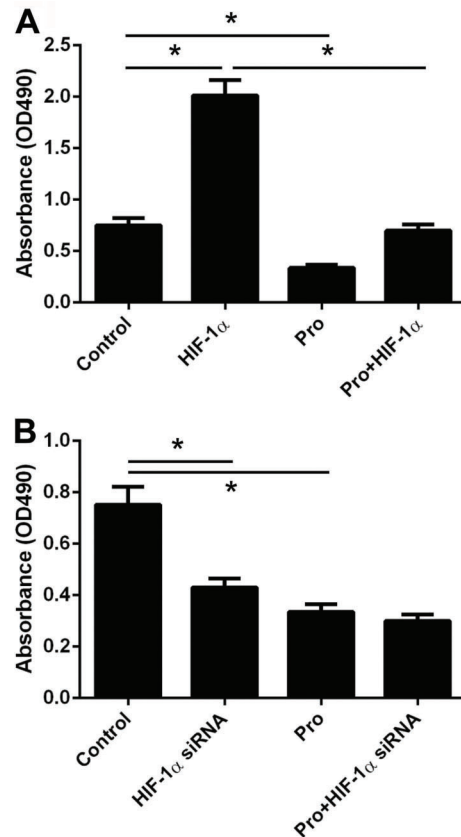 A
*
* *
Absorbance (OD490)
2.5
2.0
1.5
1.0
0.5
0.0
Control
HIF-1α
Pro
Pro+HIF-1α
B
*
*
Absorbance (OD490)
1.0
0.8
0.6
0.4
0.2
0.0
Control
HIF-1α siRNA
Pro
Pro+HIF-1α siRNA